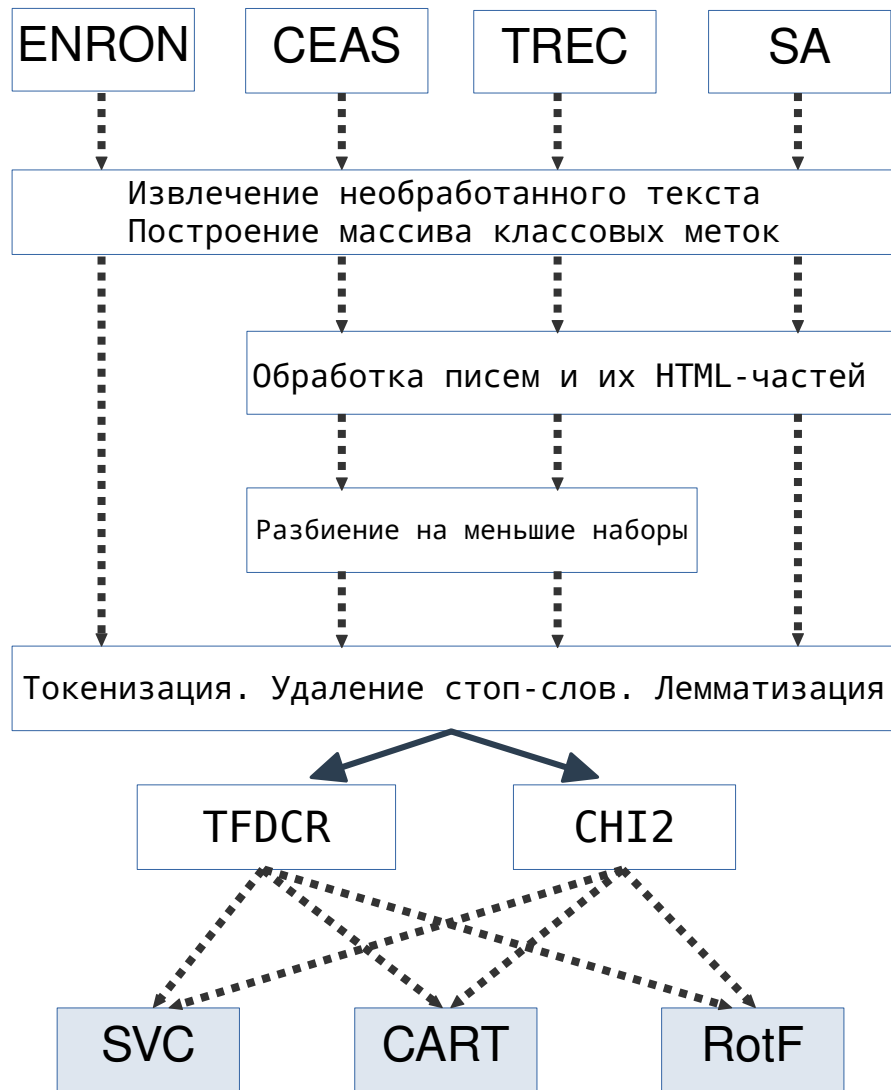 ENRON CEAS TREC SA
Извлечение необработанного текста
Построение массива классовых меток
Обработка писем и их HTML-частей
Разбиение на меньшие наборы
Токенизация. Удаление стоп-слов. Лемматизация
TFDCR CHI2
SVC CART RotF